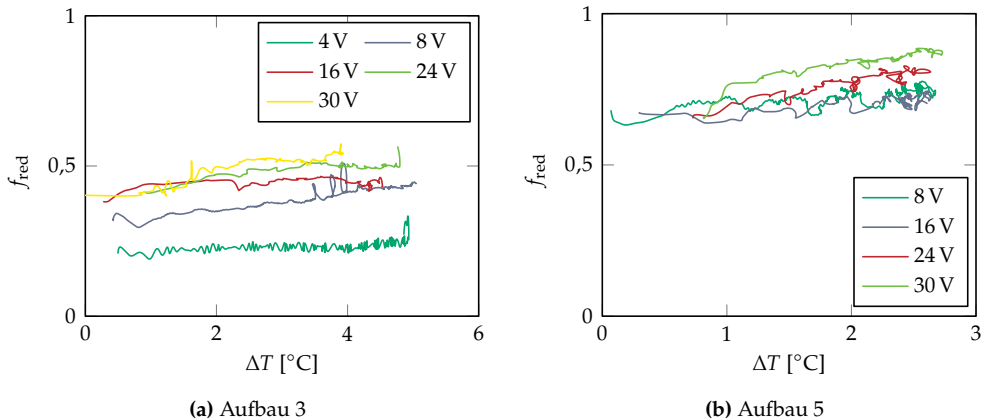 1
4 V 8 V
16 V 24 V
30 V
0,5
0
0 2 4 6
f_red
ΔT [°C]
(a) Aufbau 3
1
0,5
0
0 1 2 3
f_red
8 V
16 V
24 V
30 V
ΔT [°C]
(b) Aufbau 5